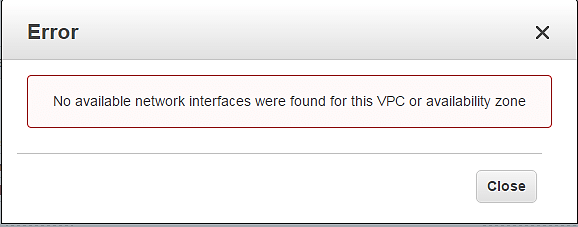 Error
No available network interfaces were found for this VPC or availability zone
Close